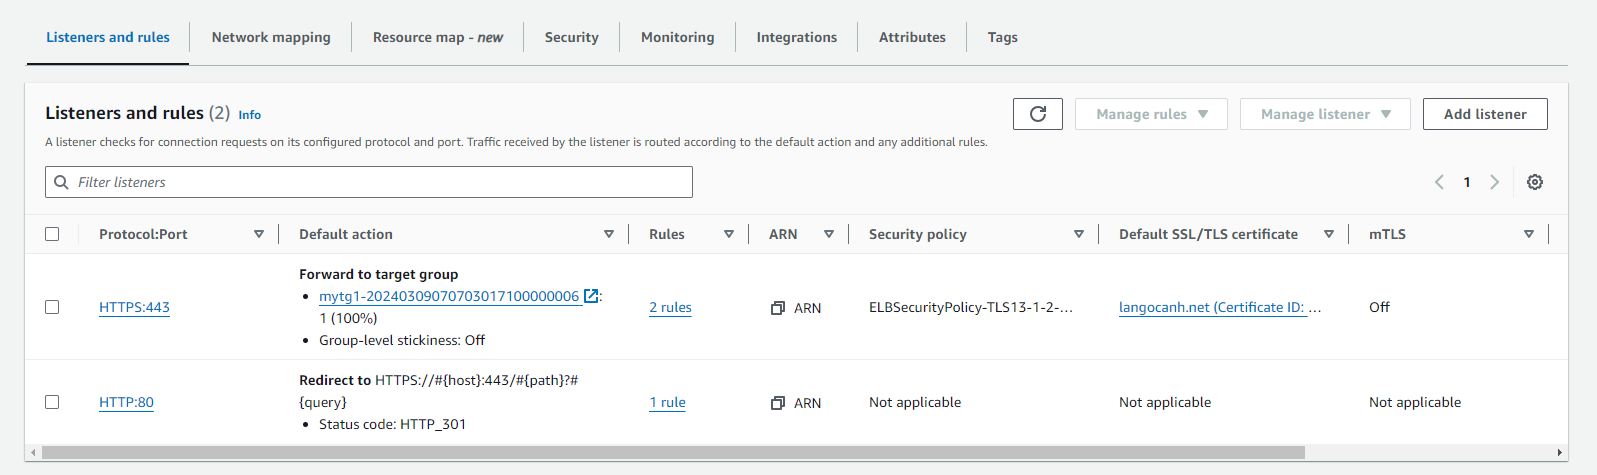 Listeners and rules
Network mapping
Resource map - new
Security
Monitoring
Integrations
Attributes
Tags
Listeners and rules (2) Info
Manage rules
Manage listener
Add listener
A listener checks for connection requests on its configured protocol and port. Traffic received by the listener is routed according to the default action and any additional rules.
Filter listeners
1
Protocol:Port
Default action
Rules
ARN
Security policy
Default SSL/TLS certificate
mTLS
HTTPS:443
Forward to target group
mytg1-20240309070703017100000006 :
1 (100%)
Group-level stickiness: Off
2 rules
ARN
ELBSecurityPolicy-TLS13-1-2-...
langocanh.net (Certificate ID: ...
Off
HTTP:80
Redirect to HTTPS://#{host}:443/#{path}?#
{query}
Status code: HTTP_301
1 rule
ARN
Not applicable
Not applicable
Not applicable